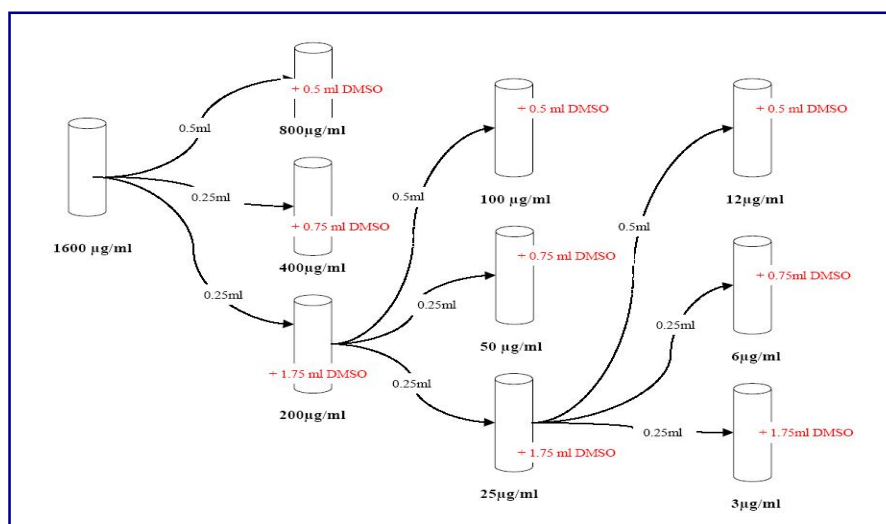 + 0.5 ml DMSO
0.5ml
800µg/ml
1600 µg/ml
0.25ml
+ 0.75 ml DMSO
400µg/ml
0.25ml
+ 1.75 ml DMSO
200µg/ml
+ 0.5 ml DMSO
0.5ml
100 µg/ml
+ 0.75 ml DMSO
0.25ml
50 µg/ml
0.25ml
+ 1.75 ml DMSO
25µg/ml
+ 0.5 ml DMSO
0.5ml
12µg/ml
+ 0.75ml DMSO
0.25ml
6µg/ml
0.25ml
+ 1.75ml DMSO
3µg/ml